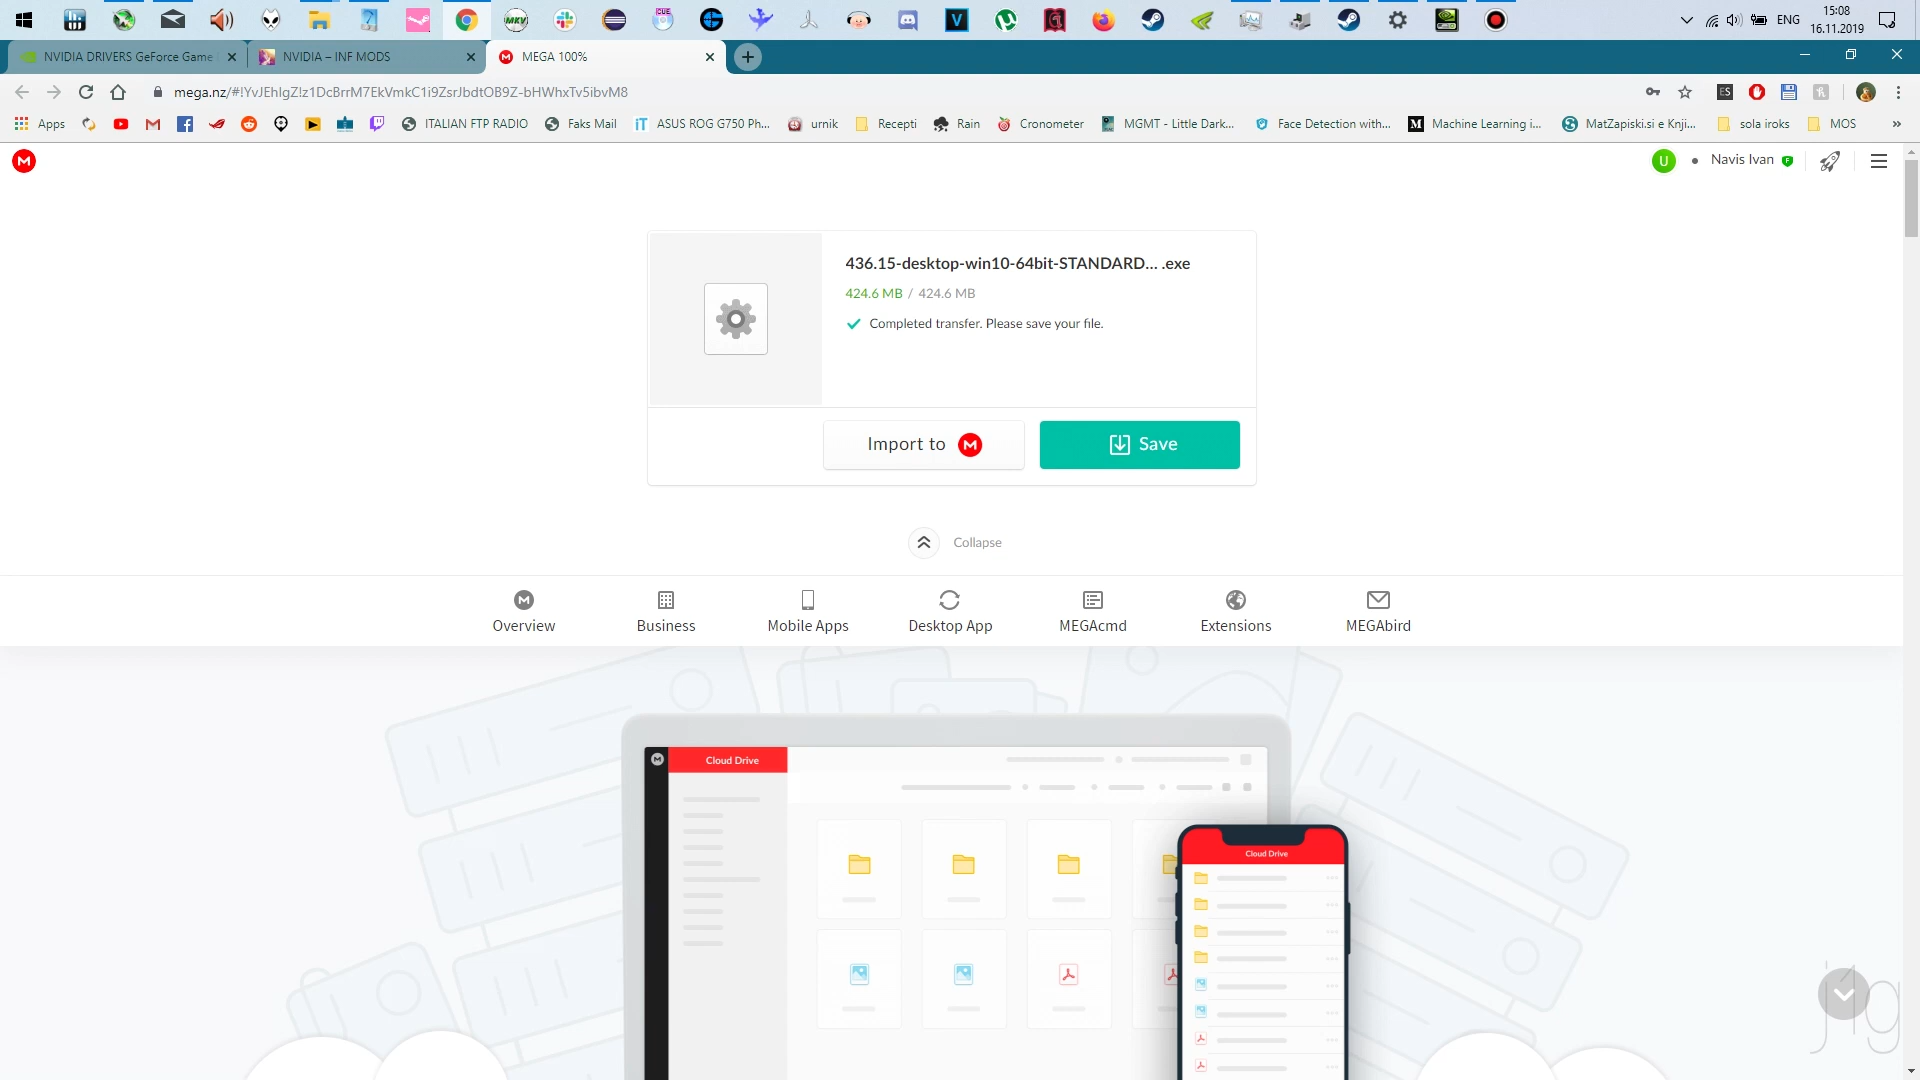 15:08
ENG
16.11.2019
NVIDIA DRIVERS GeForce Game
NVIDIA – INF MODS
MEGA 100%
mega.nz/#!YvJEhIgZ!z1DcBrrM7EkVmkC1i9ZsrJbdtOB9Z-bHWhxTv5ibvM8
Apps
ITALIAN FTP RADIO
Faks Mail
ASUS ROG G750 Ph...
urnik
Recepti
Rain
Cronometer
MGMT - Little Dark...
Face Detection with...
Machine Learning i...
MatZapiski.si e Knji...
sola iroks
MOS
U
Navis Ivan
436.15-desktop-win10-64bit-STANDARD... .exe
424.6 MB / 424.6 MB
Completed transfer. Please save your file.
Import to
Save
Collapse
Overview
Business
Mobile Apps
Desktop App
MEGAcmd
Extensions
MEGAbird
Cloud Drive
Cloud Drive